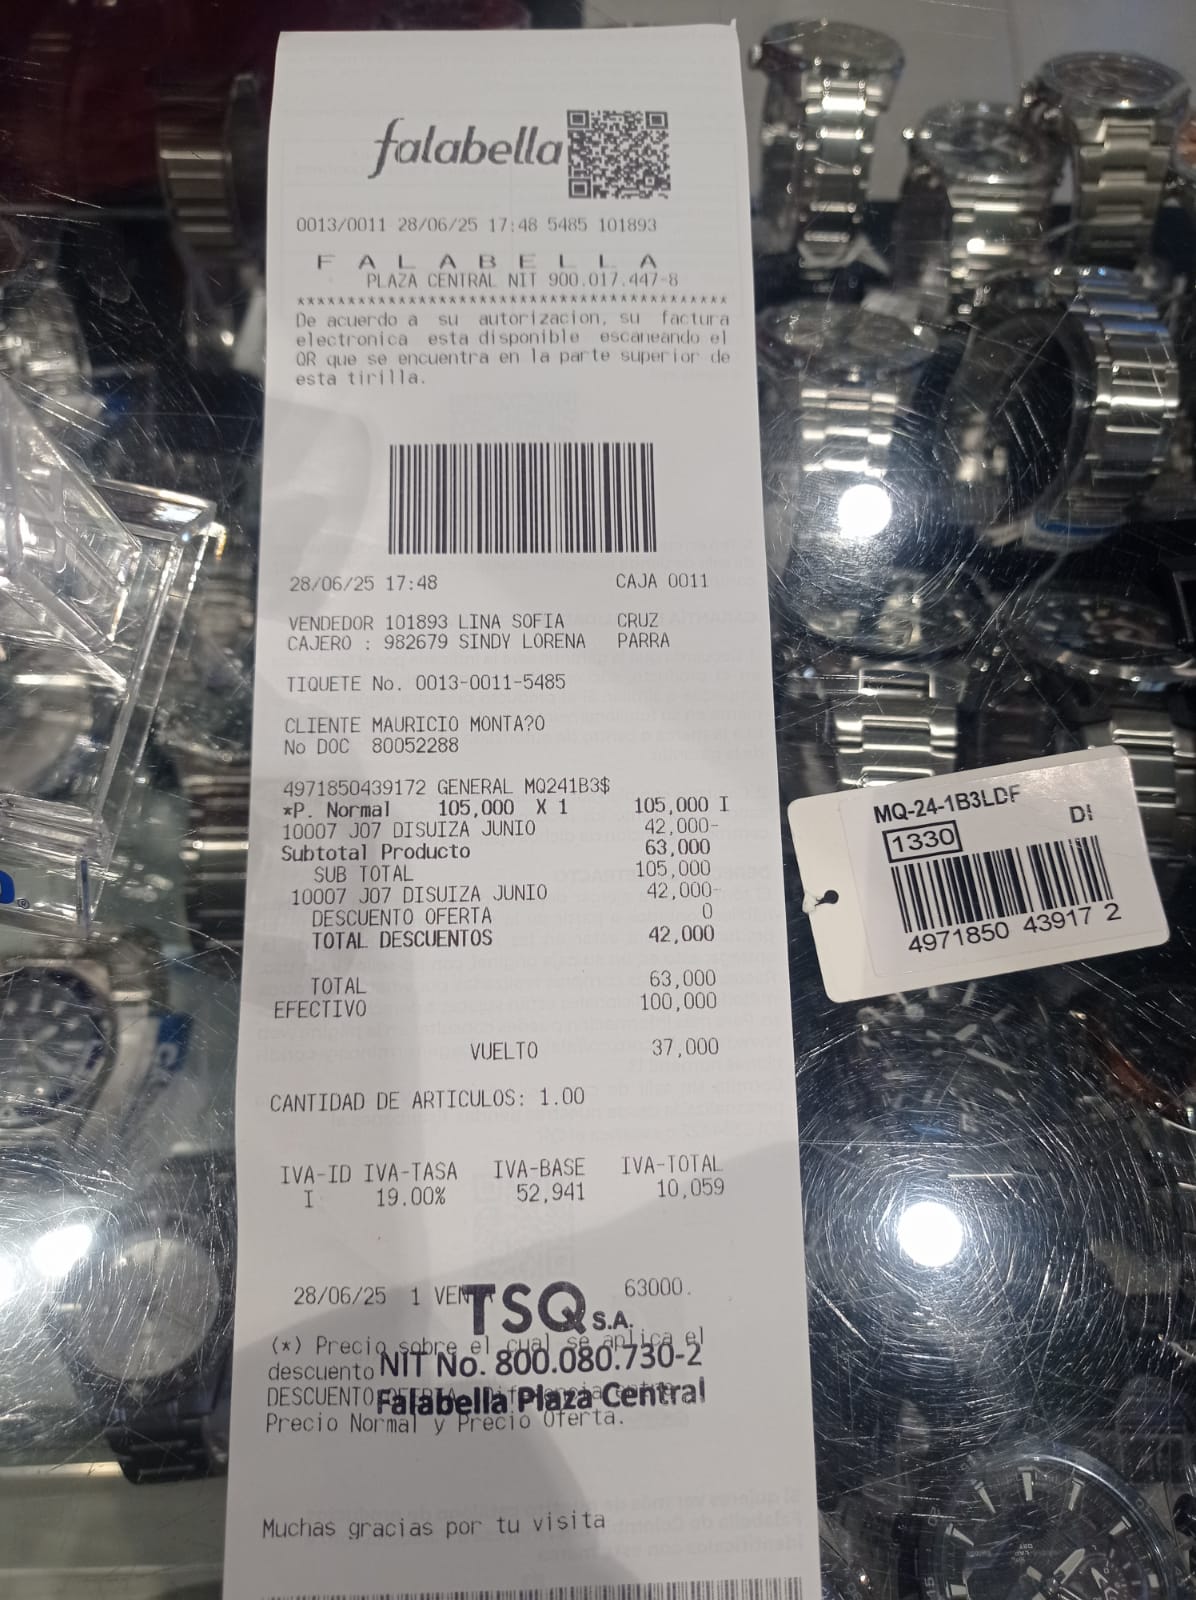 falabella
0013/0011 28/06/25 17:48 5485 101893
F A L A B E L L A
PLAZA CENTRAL NIT 900.017.447-8
******************************************
De acuerdo a su autorizacion, su factura
electronica esta disponible escaneando el
QR que se encuentra en la parte superior de
esta tirilla.
28/06/25 17:48 CAJA 0011
VENDEDOR 101893 LINA SOFIA CRUZ
CAJERO : 982679 SINDY LORENA PARRA
TIQUETE No. 0013-0011-5485
CLIENTE MAURICIO MONTA?O
No DOC 80052288
4971850439172 GENERAL MQ241B3$
*P. Normal 105,000 X 1 105,000 I
10007 J07 DISUIZA JUNIO 42,000-
Subtotal Producto 63,000
SUB TOTAL 105,000
10007 J07 DISUIZA JUNIO 42,000-
DESCUENTO OFERTA 0
TOTAL DESCUENTOS 42,000
TOTAL 63,000
EFECTIVO 100,000
VUELTO 37,000
CANTIDAD DE ARTICULOS: 1.00
IVA-ID IVA-TASA IVA-BASE IVA-TOTAL
I 19.00% 52,941 10,059
28/06/25 1 VEN 63000.
TSQ S.A.
(*) Precio sobre el cual se aplica el
descuento
NIT No. 800.080.730-2
DESCUENTO
Falabella Plaza Central
Precio Normal y Precio Oferta.
Muchas gracias por tu visita
MQ-24-1B3LDF
1330 DI
4971850 43917 2